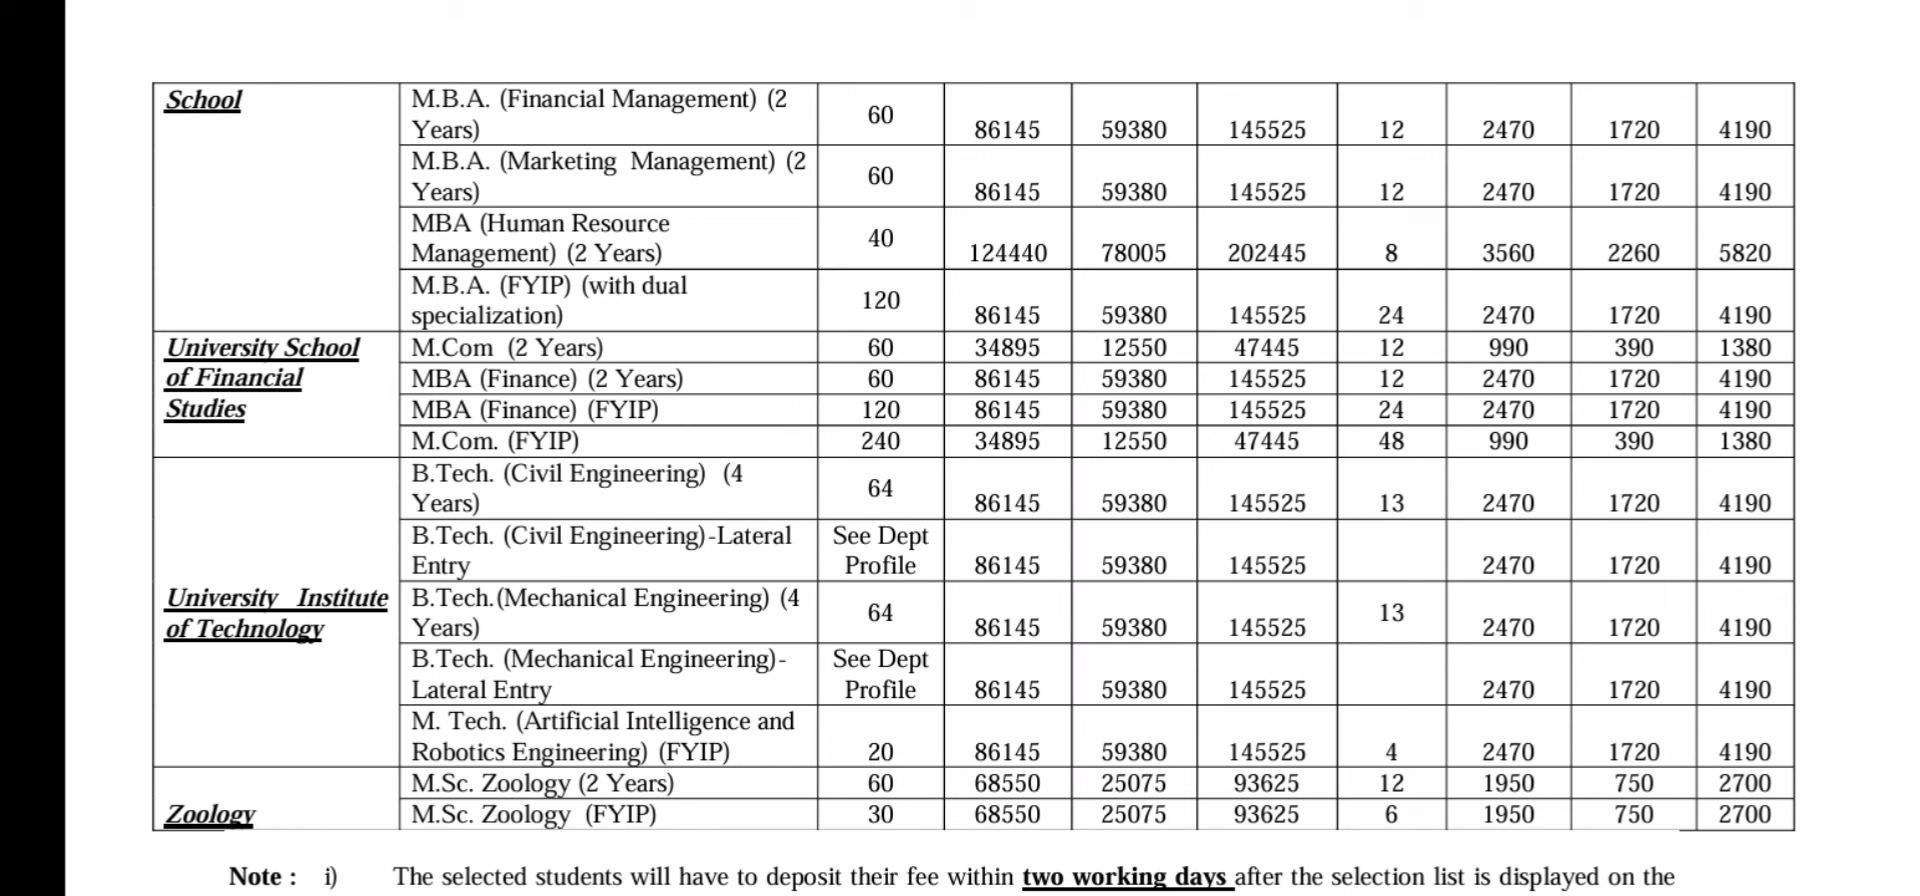 School M.B.A. (Financial Management) (2 Years) 60 86145 59380 145525 12 2470 1720 4190
M.B.A. (Marketing Management) (2 Years) 60 86145 59380 145525 12 2470 1720 4190
MBA (Human Resource Management) (2 Years) 40 124440 78005 202445 8 3560 2260 5820
M.B.A. (FYIP) (with dual specialization) 120 86145 59380 145525 24 2470 1720 4190
University School of Financial Studies M.Com (2 Years) 60 34895 12550 47445 12 990 390 1380
MBA (Finance) (2 Years) 60 86145 59380 145525 12 2470 1720 4190
MBA (Finance) (FYIP) 120 86145 59380 145525 24 2470 1720 4190
M.Com. (FYIP) 240 34895 12550 47445 48 990 390 1380
University Institute of Technology B.Tech. (Civil Engineering) (4 Years) 64 86145 59380 145525 13 2470 1720 4190
B.Tech. (Civil Engineering)-Lateral Entry See Dept Profile 86145 59380 145525 2470 1720 4190
B.Tech.(Mechanical Engineering) (4 Years) 64 86145 59380 145525 13 2470 1720 4190
B.Tech. (Mechanical Engineering)-Lateral Entry See Dept Profile 86145 59380 145525 2470 1720 4190
M. Tech. (Artificial Intelligence and Robotics Engineering) (FYIP) 20 86145 59380 145525 4 2470 1720 4190
Zoology M.Sc. Zoology (2 Years) 60 68550 25075 93625 12 1950 750 2700
M.Sc. Zoology (FYIP) 30 68550 25075 93625 6 1950 750 2700
Note : i) The selected students will have to deposit their fee within two working days after the selection list is displayed on the